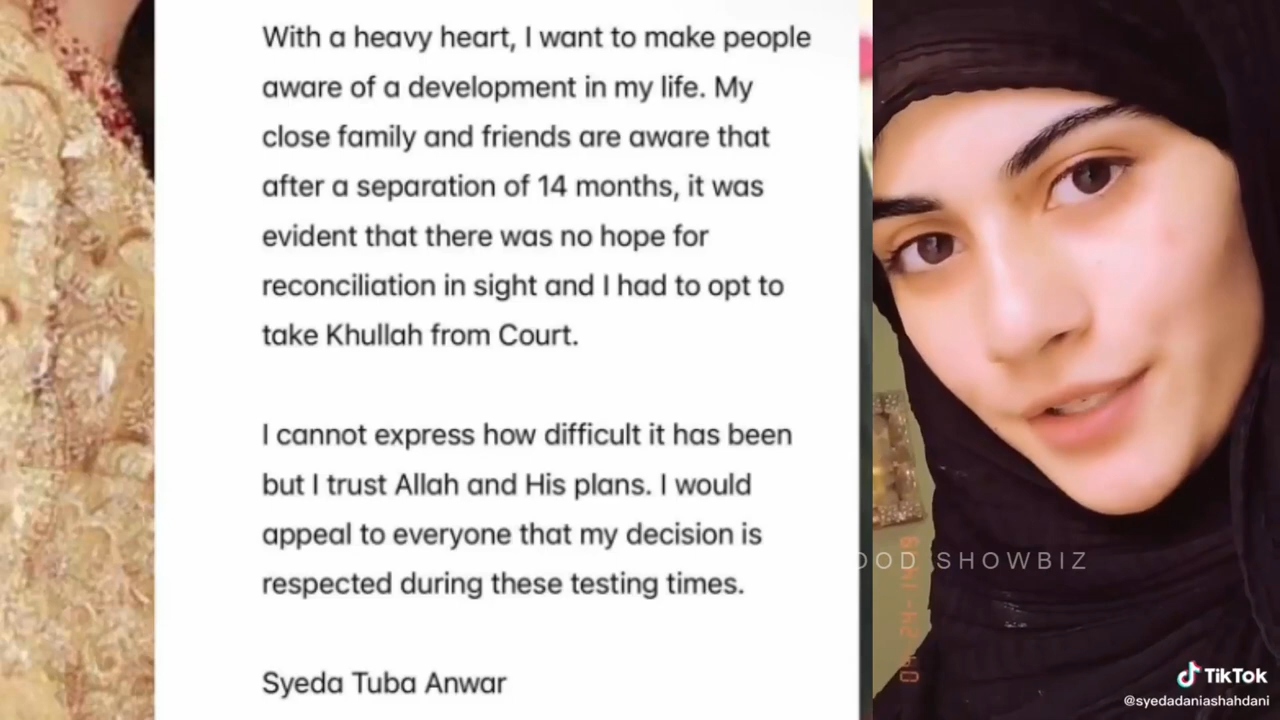 With a heavy heart, I want to make people
aware of a development in my life. My
close family and friends are aware that
after a separation of 14 months, it was
evident that there was no hope for
reconciliation in sight and I had to opt to
take Khullah from Court.
I cannot express how difficult it has been
but I trust Allah and His plans. I would
appeal to everyone that my decision is
respected during these testing times.
Syeda Tuba Anwar
OOD SHOWBIZ
TikTok
@syedadaniashahdani